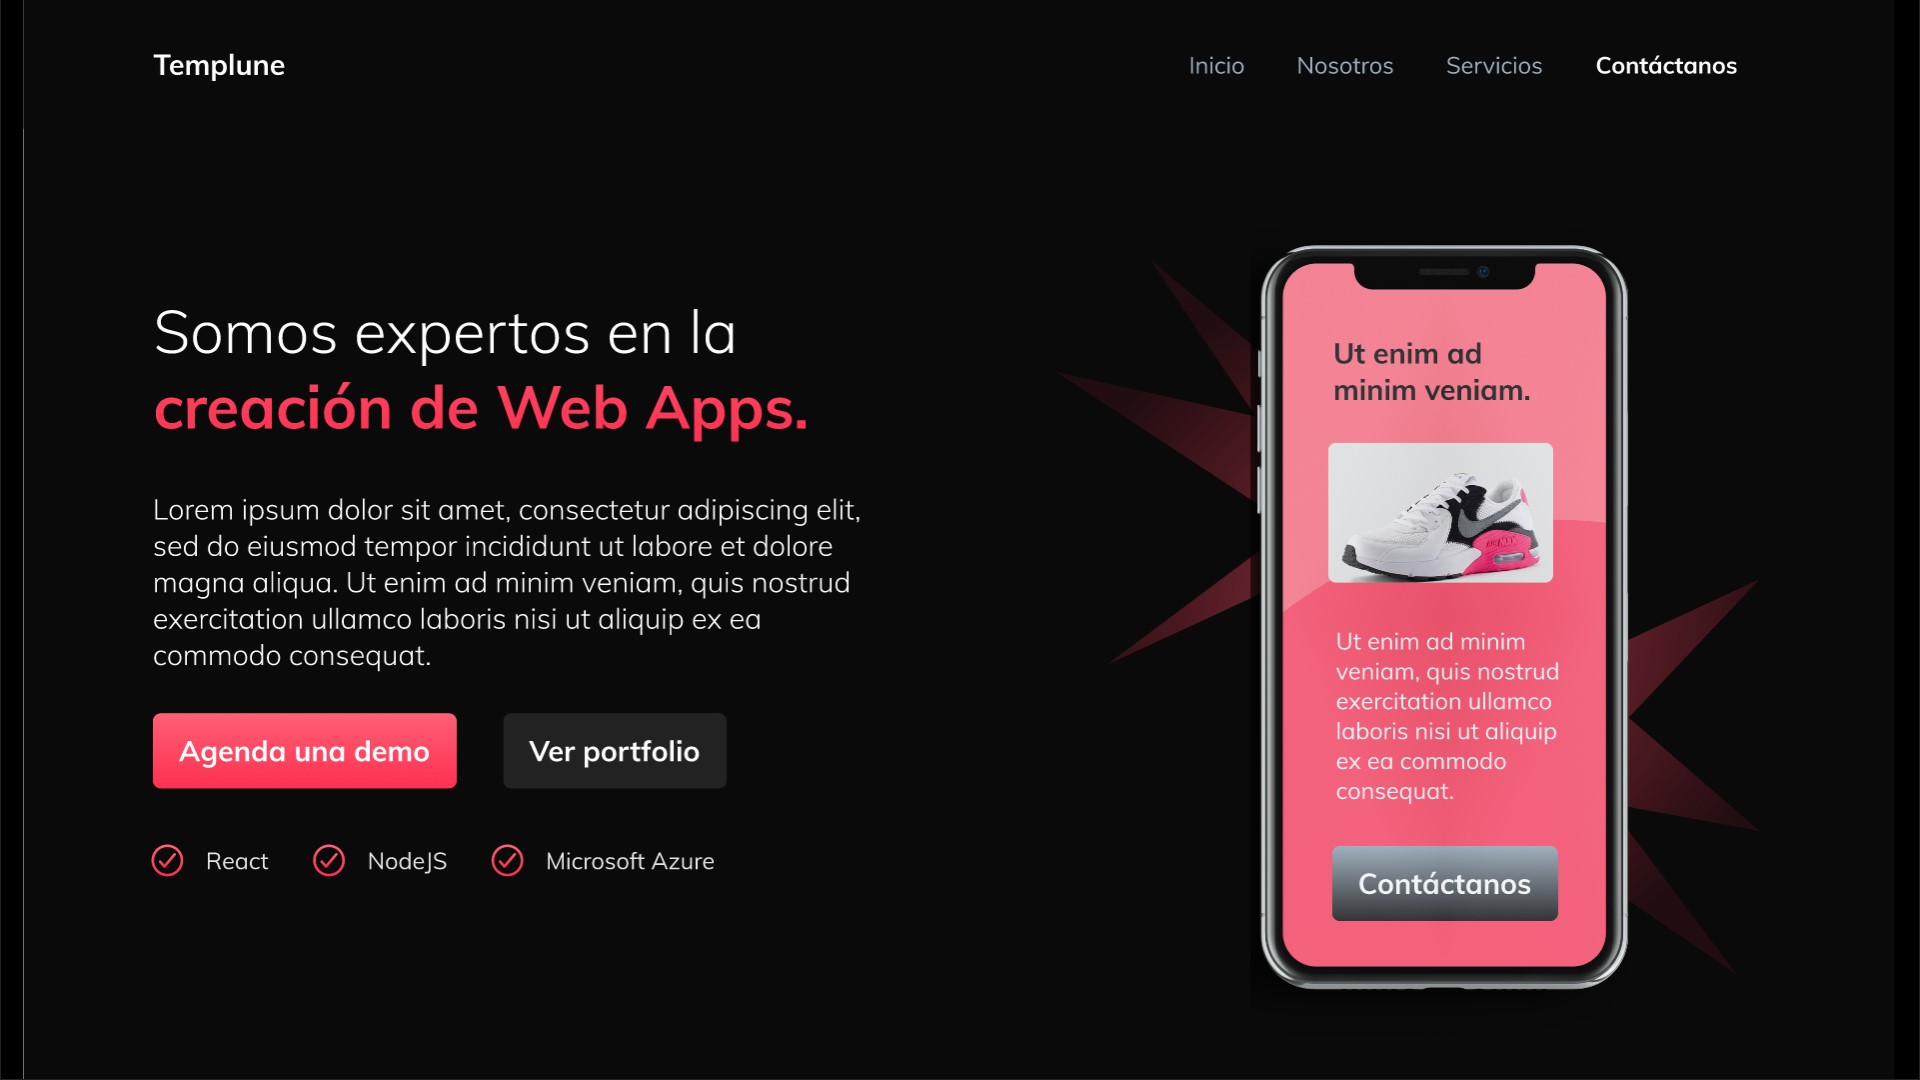 Templune
Inicio
Nosotros
Servicios
Contáctanos
Somos expertos en la
creación de Web Apps.
Lorem ipsum dolor sit amet, consectetur adipiscing elit,
sed do eiusmod tempor incididunt ut labore et dolore
magna aliqua. Ut enim ad minim veniam, quis nostrud
exercitation ullamco laboris nisi ut aliquip ex ea
commodo consequat.
Agenda una demo
Ver portfolio
React
NodeJS
Microsoft Azure
Ut enim ad
minim veniam.
Ut enim ad minim
veniam, quis nostrud
exercitation ullamco
laboris nisi ut aliquip
ex ea commodo
consequat.
Contáctanos